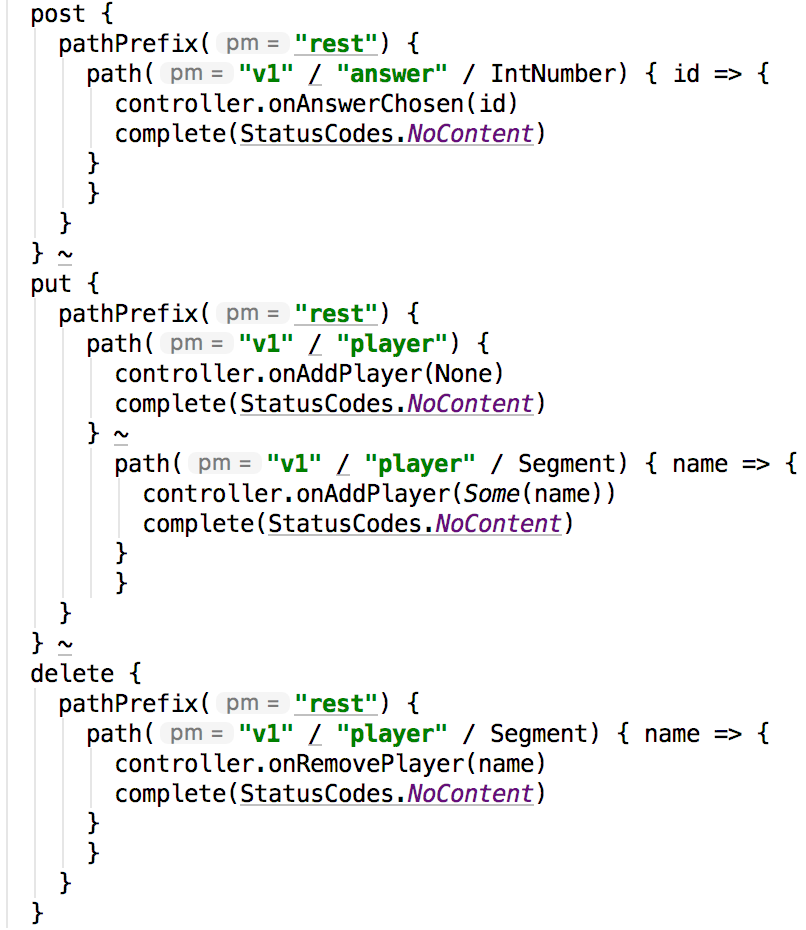 post {
  pathPrefix( pm = "rest") {
    path( pm = "v1" / "answer" / IntNumber) { id => {
      controller.onAnswerChosen(id)
      complete(StatusCodes.NoContent)
    }
    }
  }
} ~
put {
  pathPrefix( pm = "rest") {
    path( pm = "v1" / "player") {
      controller.onAddPlayer(None)
      complete(StatusCodes.NoContent)
    } ~
      path( pm = "v1" / "player" / Segment) { name => {
        controller.onAddPlayer(Some(name))
        complete(StatusCodes.NoContent)
      }
      }
  }
} ~
delete {
  pathPrefix( pm = "rest") {
    path( pm = "v1" / "player" / Segment) { name => {
      controller.onRemovePlayer(name)
      complete(StatusCodes.NoContent)
    }
    }
  }
}